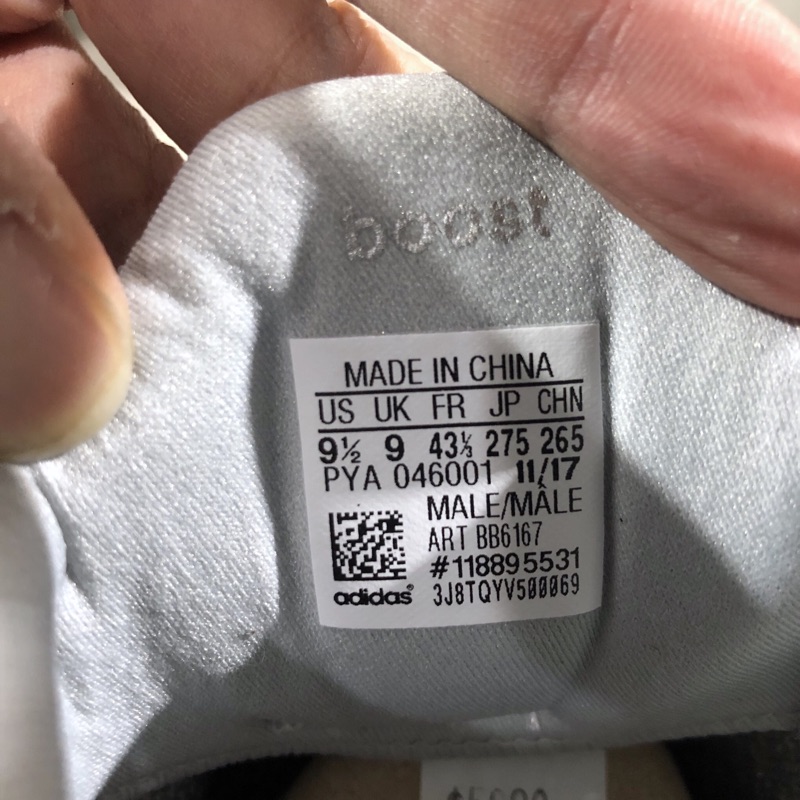 boost
MADE IN CHINA
US UK FR JP CHN
9½ 9 43⅓ 275 265
PYA 046001 11/17
MALE/MÂLE
ART BB6167
#118895531
adidas® 3J8TQYV500069